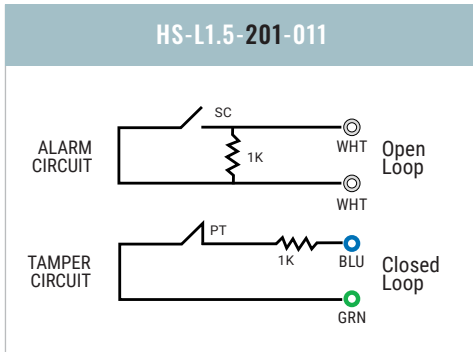 HS-L1.5-201-011
SC
ALARM
CIRCUIT
1K
WHT
Open
Loop
WHT
PT
TAMPER
CIRCUIT
1K
BLU
Closed
Loop
GRN